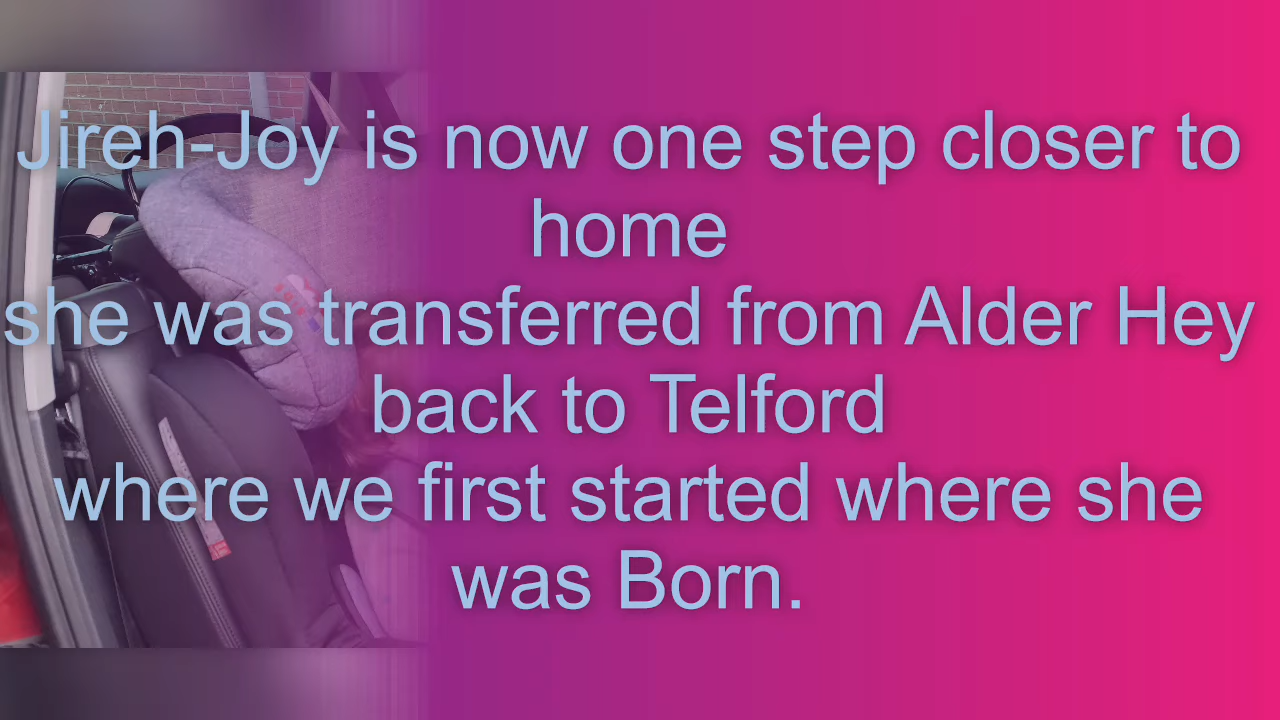 Jireh-Joy is now one step closer to
home
she was transferred from Alder Hey
back to Telford
where we first started where she
was Born.